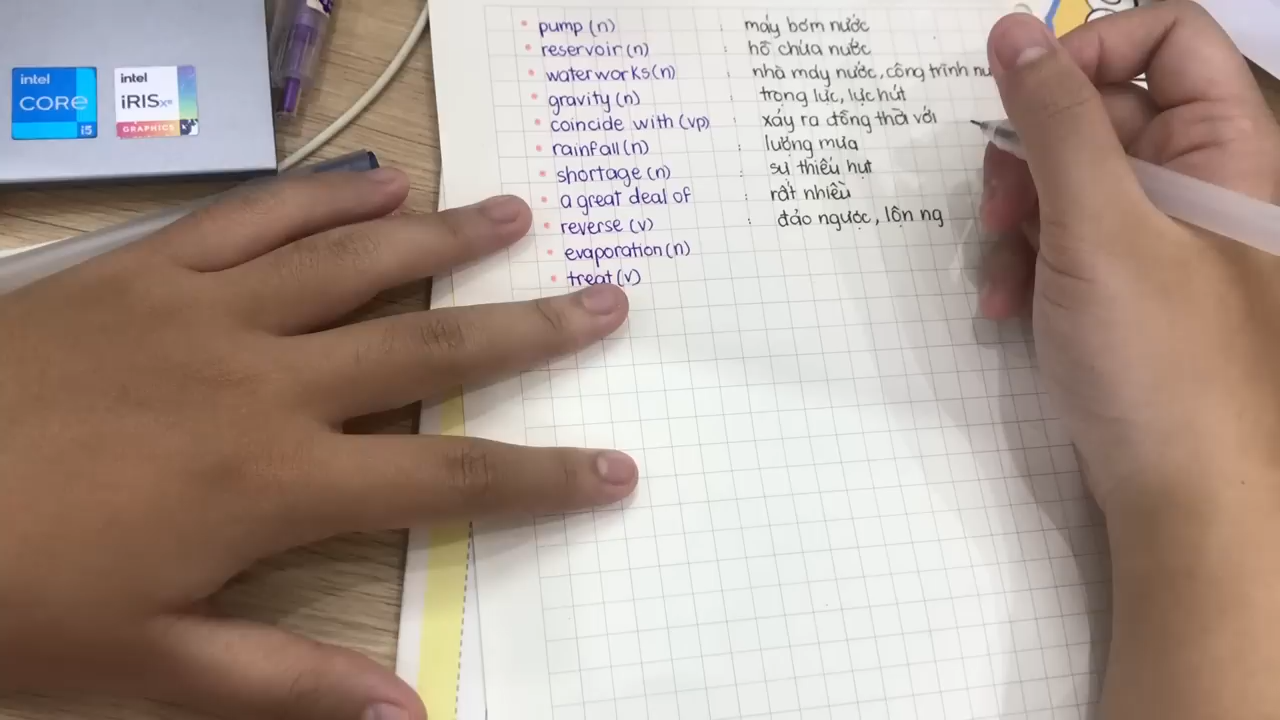 intel
CORE
i5
intel
iRIS xe
GRAPHICS
pump (n) : máy bơm nước
reservoir (n) : hồ chứa nước
waterworks (n) : nhà máy nước, công trình nư
gravity (n) : trọng lực, lực hút
coincide with (vp) : xảy ra đồng thời với
rainfall (n) : lượng mưa
shortage (n) : sự thiếu hụt
a great deal of : rất nhiều
reverse (v) : đảo ngược, lộn ng
evaporation (n)
treat (v)